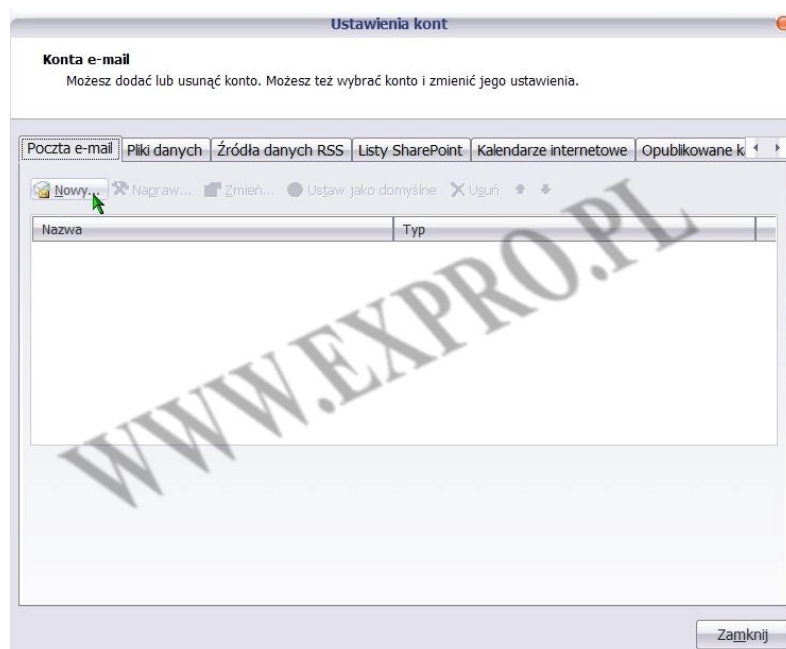 Ustawienia kont
Konta e-mail
Możesz dodać lub usunąć konto. Możesz też wybrać konto i zmienić jego ustawienia.
Poczta e-mail Pliki danych Źródła danych RSS Listy SharePoint Kalendarze internetowe Opublikowane k
Nowy... Napraw... Zmień... Ustaw jako domyślne Usuń
Nazwa Typ
WWW.EXPRO.PL
Zamknij